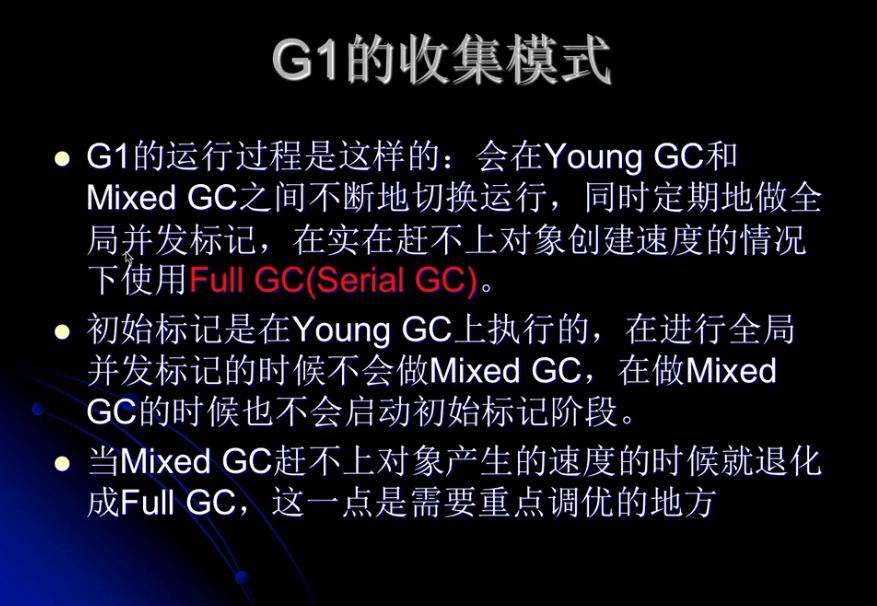 G1的收集模式
G1的运行过程是这样的：会在Young GC和
Mixed GC之间不断地切换运行，同时定期地做全
局并发标记，在实在赶不上对象创建速度的情况
下使用Full GC(Serial GC)。
初始标记是在Young GC上执行的，在进行全局
并发标记的时候不会做Mixed GC，在做Mixed
GC的时候也不会启动初始标记阶段。
当Mixed GC赶不上对象产生的速度的时候就退化
成Full GC，这一点是需要重点调优的地方